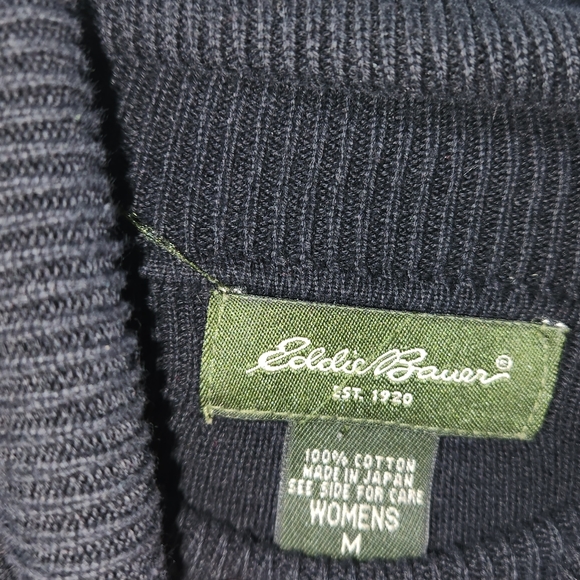 Eddie Bauer
EST. 1920
100% COTTON
MADE IN JAPAN
SEE SIDE FOR CARE
WOMENS
M